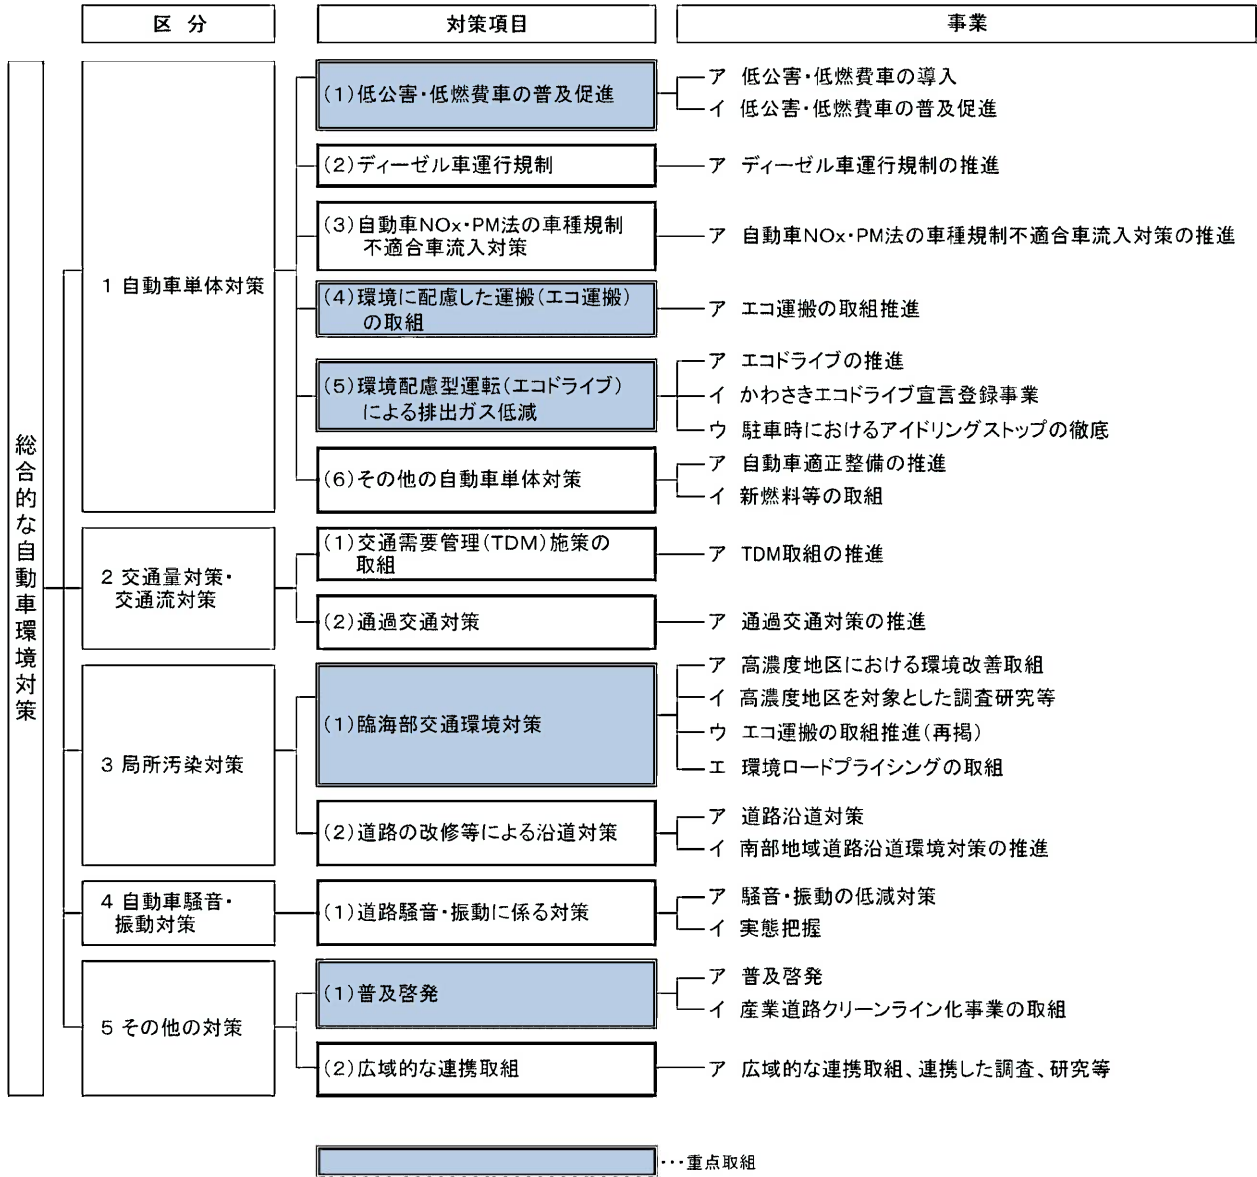 区 分
対策項目
事業
総合的な自動車環境対策
1 自動車単体対策
(1)低公害・低燃費車の普及促進
ア 低公害・低燃費車の導入
イ 低公害・低燃費車の普及促進
(2)ディーゼル車運行規制
ア ディーゼル車運行規制の推進
(3)自動車NOx・PM法の車種規制
不適合車流入対策
ア 自動車NOx・PM法の車種規制不適合車流入対策の推進
(4)環境に配慮した運搬(エコ運搬)
の取組
ア エコ運搬の取組推進
(5)環境配慮型運転(エコドライブ)
による排出ガス低減
ア エコドライブの推進
イ かわさきエコドライブ宣言登録事業
ウ 駐車時におけるアイドリングストップの徹底
(6)その他の自動車単体対策
ア 自動車適正整備の推進
イ 新燃料等の取組
2 交通量対策・
交通流対策
(1)交通需要管理(TDM)施策の
取組
ア TDM取組の推進
(2)通過交通対策
ア 通過交通対策の推進
3 局所汚染対策
(1)臨海部交通環境対策
ア 高濃度地区における環境改善取組
イ 高濃度地区を対象とした調査研究等
ウ エコ運搬の取組推進(再掲)
エ 環境ロードプライシングの取組
(2)道路の改修等による沿道対策
ア 道路沿道対策
イ 南部地域道路沿道環境対策の推進
4 自動車騒音・
振動対策
(1)道路騒音・振動に係る対策
ア 騒音・振動の低減対策
イ 実態把握
5 その他の対策
(1)普及啓発
ア 普及啓発
イ 産業道路クリーンライン化事業の取組
(2)広域的な連携取組
ア 広域的な連携取組、連携した調査、研究等
・・・重点取組